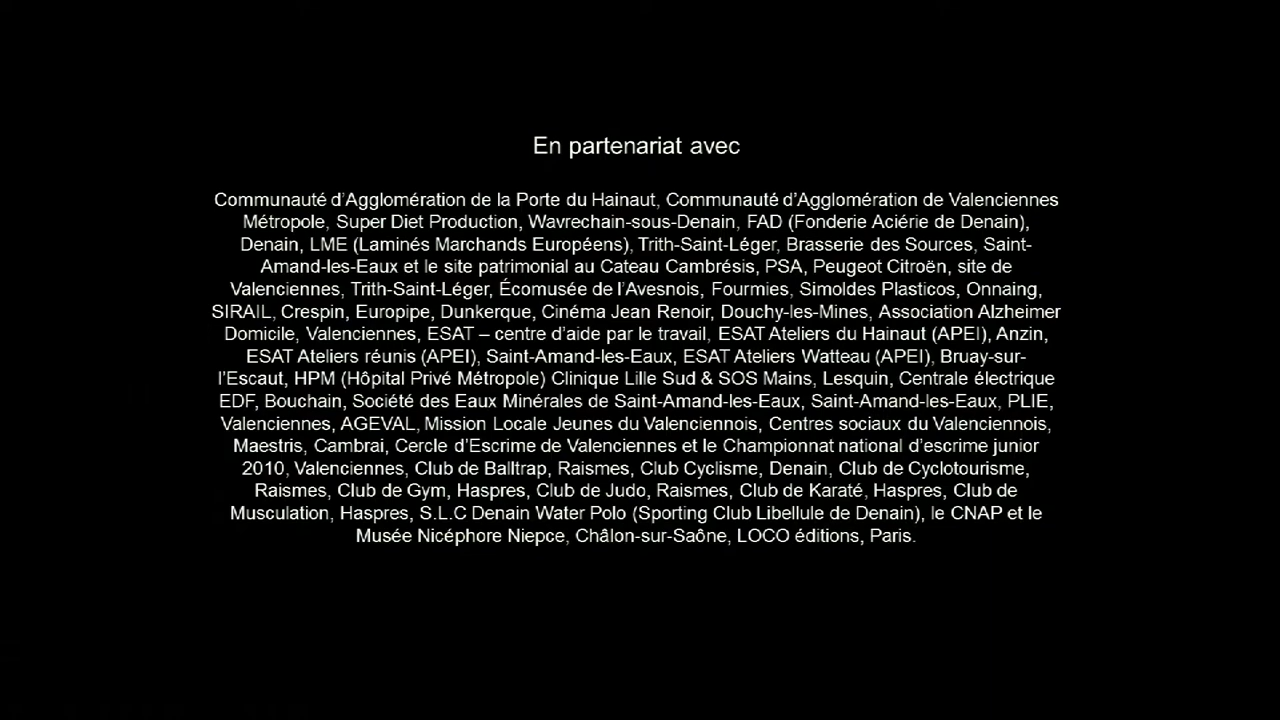 En partenariat avec
Communauté d’Agglomération de la Porte du Hainaut, Communauté d’Agglomération de Valenciennes
Métropole, Super Diet Production, Wavrechain-sous-Denain, FAD (Fonderie Aciérie de Denain),
Denain, LME (Laminés Marchands Européens), Trith-Saint-Léger, Brasserie des Sources, Saint-
Amand-les-Eaux et le site patrimonial au Cateau Cambrésis, PSA, Peugeot Citroën, site de
Valenciennes, Trith-Saint-Léger, Écomusée de l’Avesnois, Fourmies, Simoldes Plasticos, Onnaing,
SIRAIL, Crespin, Europipe, Dunkerque, Cinéma Jean Renoir, Douchy-les-Mines, Association Alzheimer
Domicile, Valenciennes, ESAT – centre d’aide par le travail, ESAT Ateliers du Hainaut (APEI), Anzin,
ESAT Ateliers réunis (APEI), Saint-Amand-les-Eaux, ESAT Ateliers Watteau (APEI), Bruay-sur-
l’Escaut, HPM (Hôpital Privé Métropole) Clinique Lille Sud & SOS Mains, Lesquin, Centrale électrique
EDF, Bouchain, Société des Eaux Minérales de Saint-Amand-les-Eaux, Saint-Amand-les-Eaux, PLIE,
Valenciennes, AGEVAL, Mission Locale Jeunes du Valenciennois, Centres sociaux du Valenciennois,
Maestris, Cambrai, Cercle d’Escrime de Valenciennes et le Championnat national d’escrime junior
2010, Valenciennes, Club de Balltrap, Raismes, Club Cyclisme, Denain, Club de Cyclotourisme,
Raismes, Club de Gym, Haspres, Club de Judo, Raismes, Club de Karaté, Haspres, Club de
Musculation, Haspres, S.L.C Denain Water Polo (Sporting Club Libellule de Denain), le CNAP et le
Musée Nicéphore Niepce, Châlon-sur-Saône, LOCO éditions, Paris.